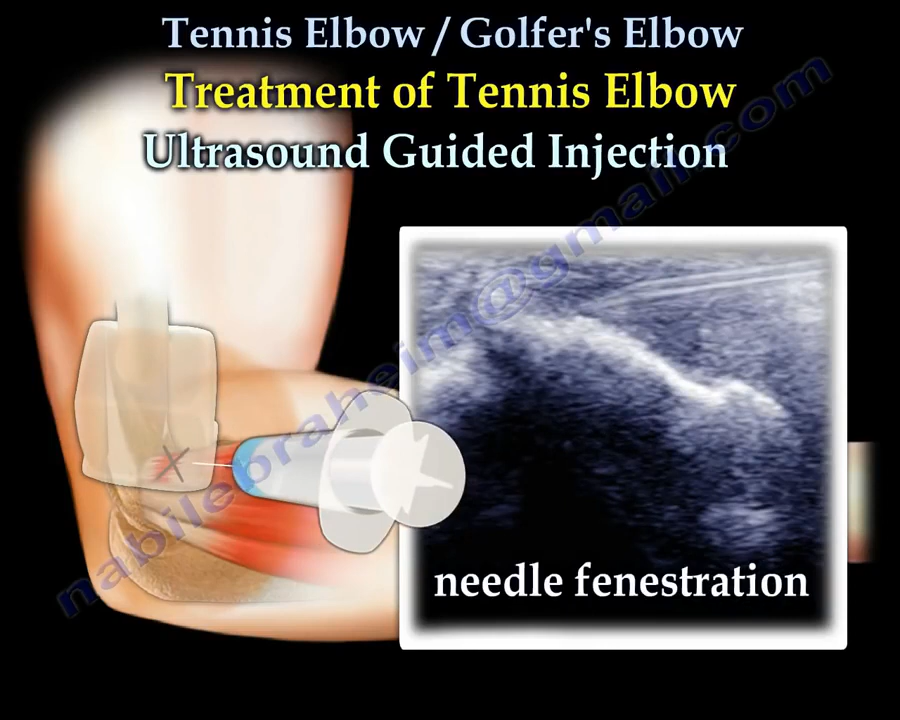 Tennis Elbow / Golfer's Elbow
Treatment of Tennis Elbow
Ultrasound Guided Injection
nabilebraheim@gmail.com
needle fenestration